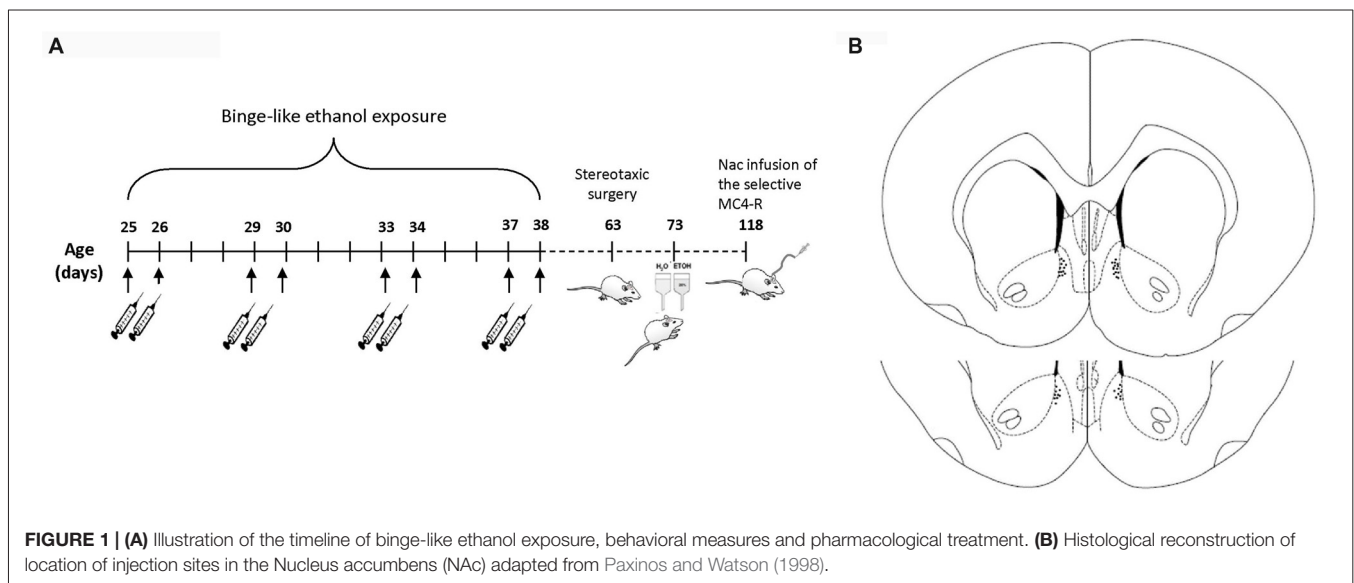 A
B
Binge-like ethanol exposure
Stereotaxic
surgery
Nac infusion of
the selective
MC4-R
25 26 29 30 33 34 37 38 63 73 118
Age
(days)
H₂O ETOH
FIGURE 1 | (A) Illustration of the timeline of binge-like ethanol exposure, behavioral measures and pharmacological treatment. (B) Histological reconstruction of
location of injection sites in the Nucleus accumbens (NAc) adapted from Paxinos and Watson (1998).